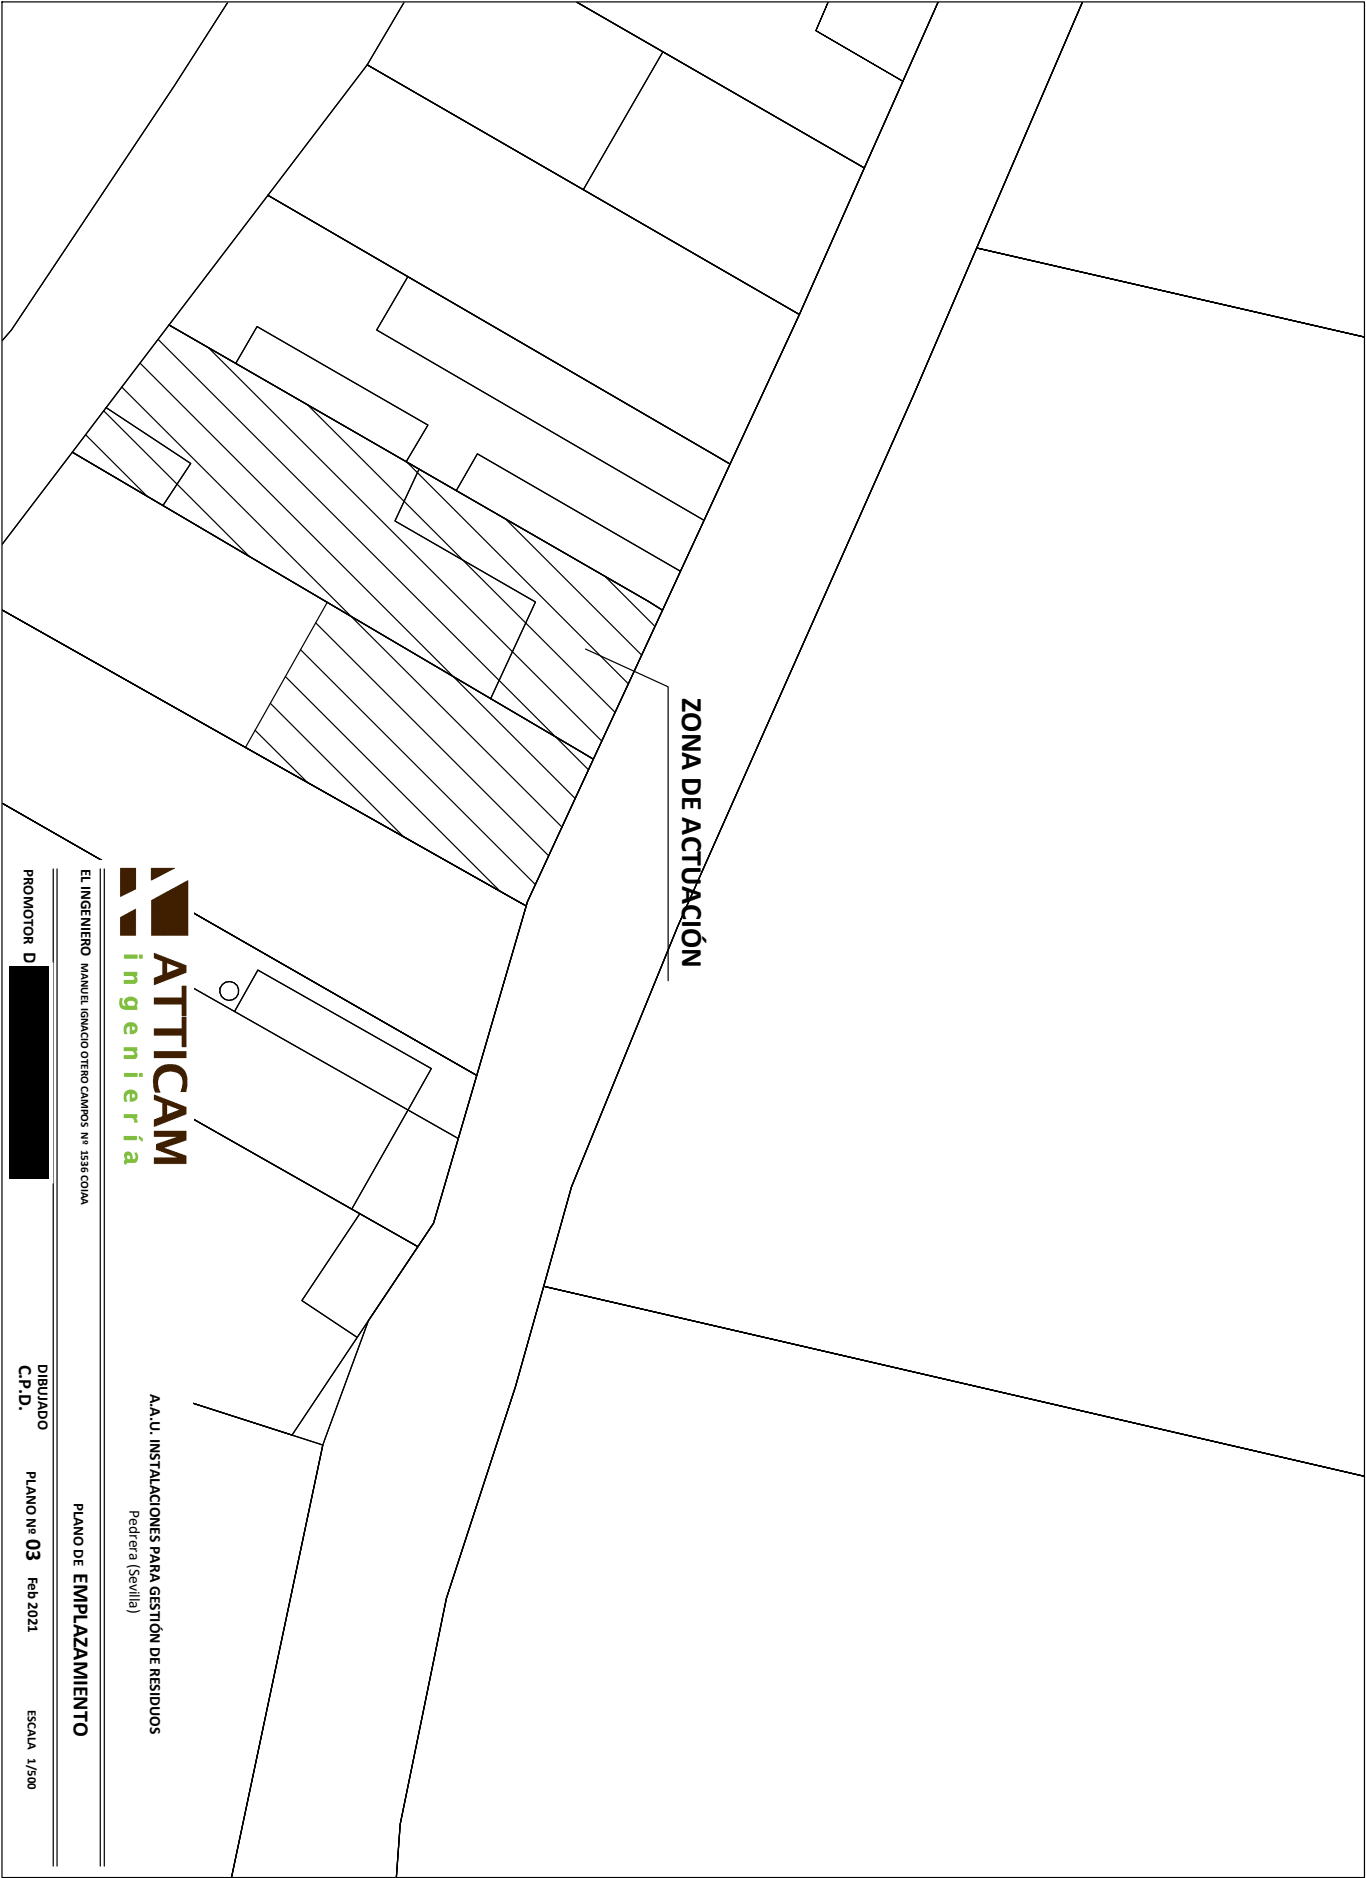 ZONA DE ACTUACIÓN
ATTICAM
ingeniería
A.A.U. INSTALACIONES PARA GESTIÓN DE RESIDUOS
Pedrera (Sevilla)
EL INGENIERO MANUEL IGNACIO OTERO CAMPOS Nº 1536 COIAA
PLANO DE EMPLAZAMIENTO
PROMOTOR D
DIBUJADO
C.P.D.
PLANO Nº 03 Feb 2021
ESCALA 1/500